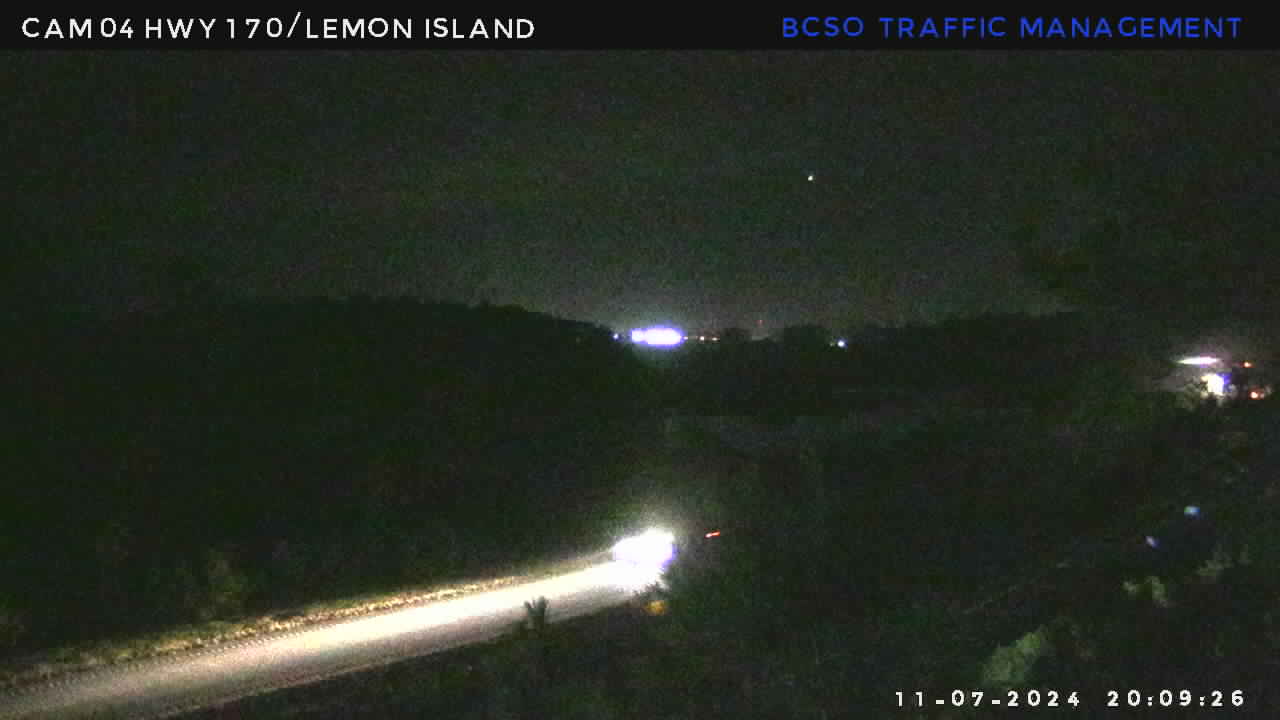 CAM04 HWY 170/LEMON ISLAND BCSO TRAFFIC MANAGEMENT
11-07-2024 20:09:26